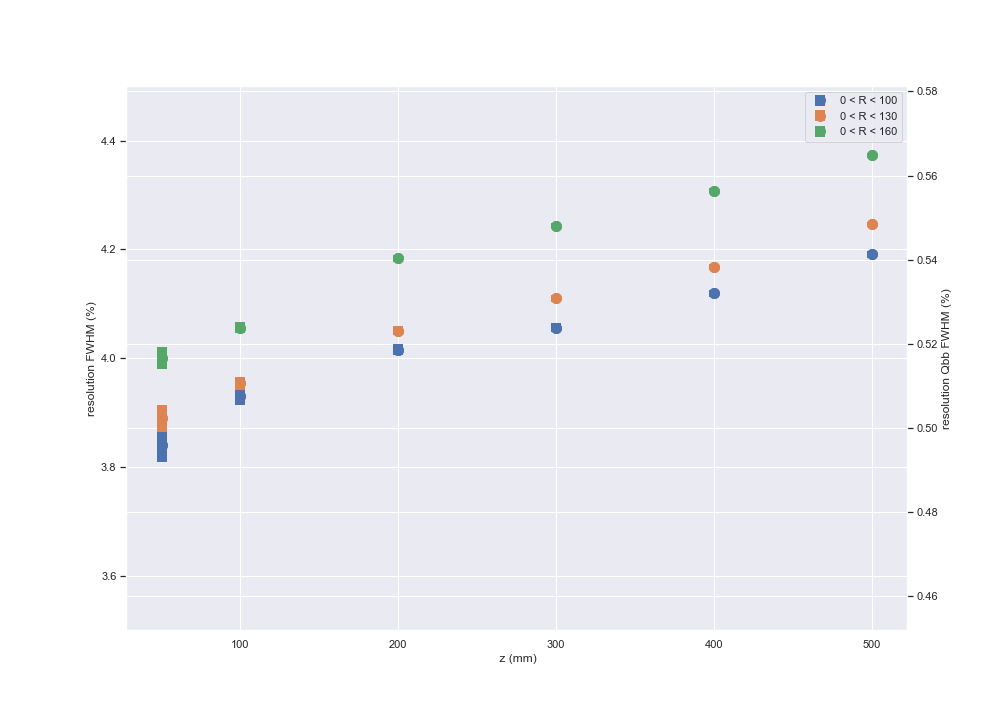 0 < R < 100
0 < R < 130
0 < R < 160
resolution FWHM (%)
4.4
4.2
4.0
3.8
3.6
0.58
0.56
0.54
0.52
0.50
0.48
0.46
resolution Qbb FWHM (%)
100 200 300 400 500
z (mm)